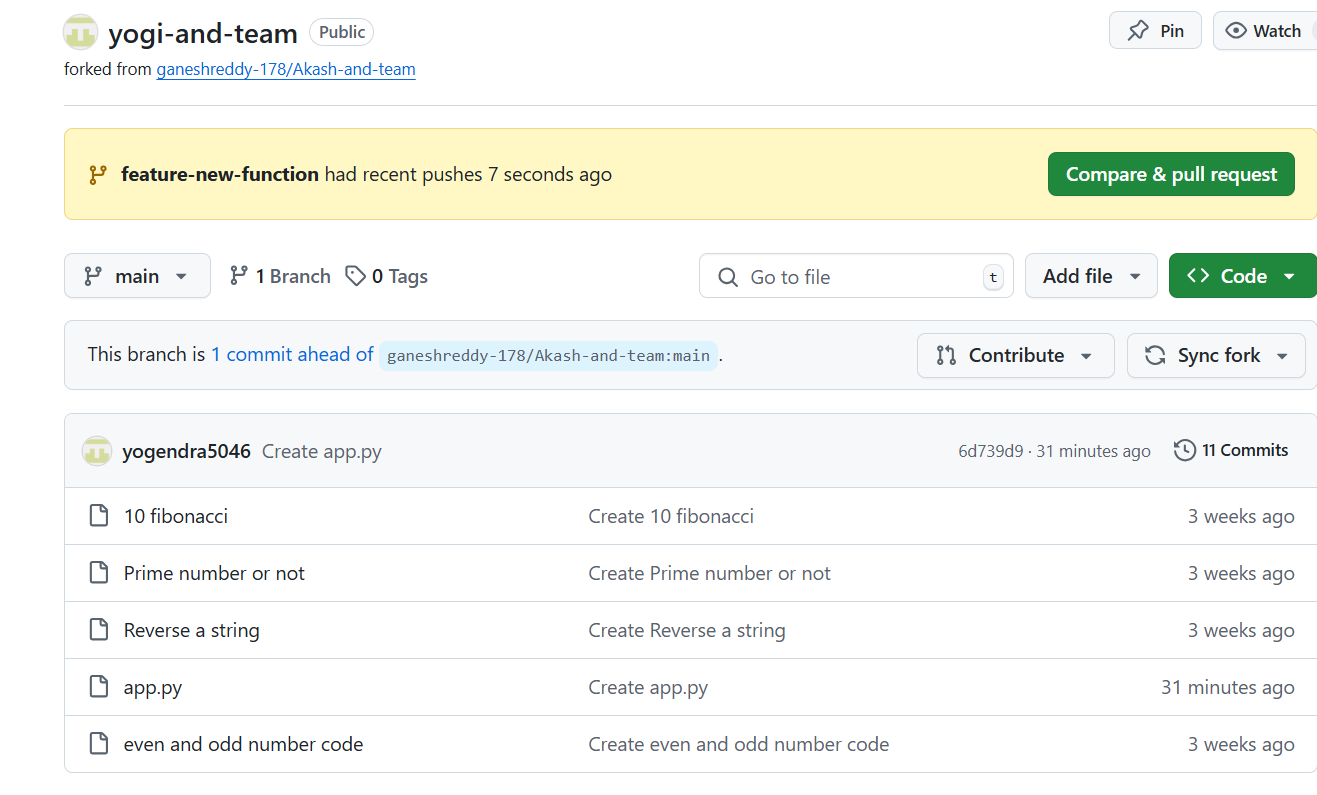 yogi-and-team Public Pin Watch
forked from ganeshreddy-178/Akash-and-team
feature-new-function had recent pushes 7 seconds ago Compare & pull request
main 1 Branch 0 Tags Go to file t Add file Code
This branch is 1 commit ahead of ganeshreddy-178/Akash-and-team:main . Contribute Sync fork
yogendra5046 Create app.py 6d739d9 · 31 minutes ago 11 Commits
10 fibonacci Create 10 fibonacci 3 weeks ago
Prime number or not Create Prime number or not 3 weeks ago
Reverse a string Create Reverse a string 3 weeks ago
app.py Create app.py 31 minutes ago
even and odd number code Create even and odd number code 3 weeks ago